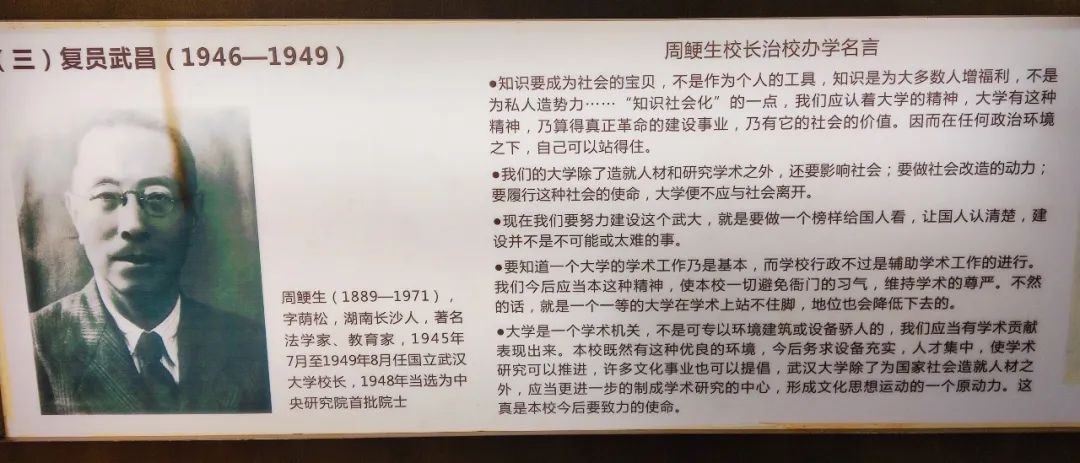 （三）复员武昌（1946—1949）
周鲠生（1889—1971），
字荫松，湖南长沙人，著名
法学家、教育家，1945年
7月至1949年8月任国立武汉
大学校长，1948年当选为中
央研究院首批院士
周鲠生校长治校办学名言
●知识要成为社会的宝贝，不是作为个人的工具，知识是为大多数人增福利，不是
为私人造势力……“知识社会化”的一点，我们应认着大学的精神，大学有这种
精神，乃算得真正革命的建设事业，乃有它的社会的价值。因而在任何政治环境
之下，自己可以站得住。
●我们的大学除了造就人材和研究学术之外，还要影响社会；要做社会改造的动力；
要履行这种社会的使命，大学便不应与社会离开。
●现在我们要努力建设这个武大，就是要做一个榜样给国人看，让国人认清楚，建
设并不是不可能或太难的事。
●要知道一个大学的学术工作乃是基本，而学校行政不过是辅助学术工作的进行。
我们今后应当本这种精神，使本校一切避免衙门的习气，维持学术的尊严。不然
的话，就是一个一等的大学在学术上站不住脚，地位也会降低下去的。
●大学是一个学术机关，不是可专以环境建筑或设备骄人的，我们应当有学术贡献
表现出来。本校既然有这种优良的环境，今后务求设备充实，人才集中，使学术
研究可以推进，许多文化事业也可以提倡，武汉大学除了为国家社会造就人材之
外，应当更进一步的制成学术研究的中心，形成文化思想运动的一个原动力。这
真是本校今后要致力的使命。